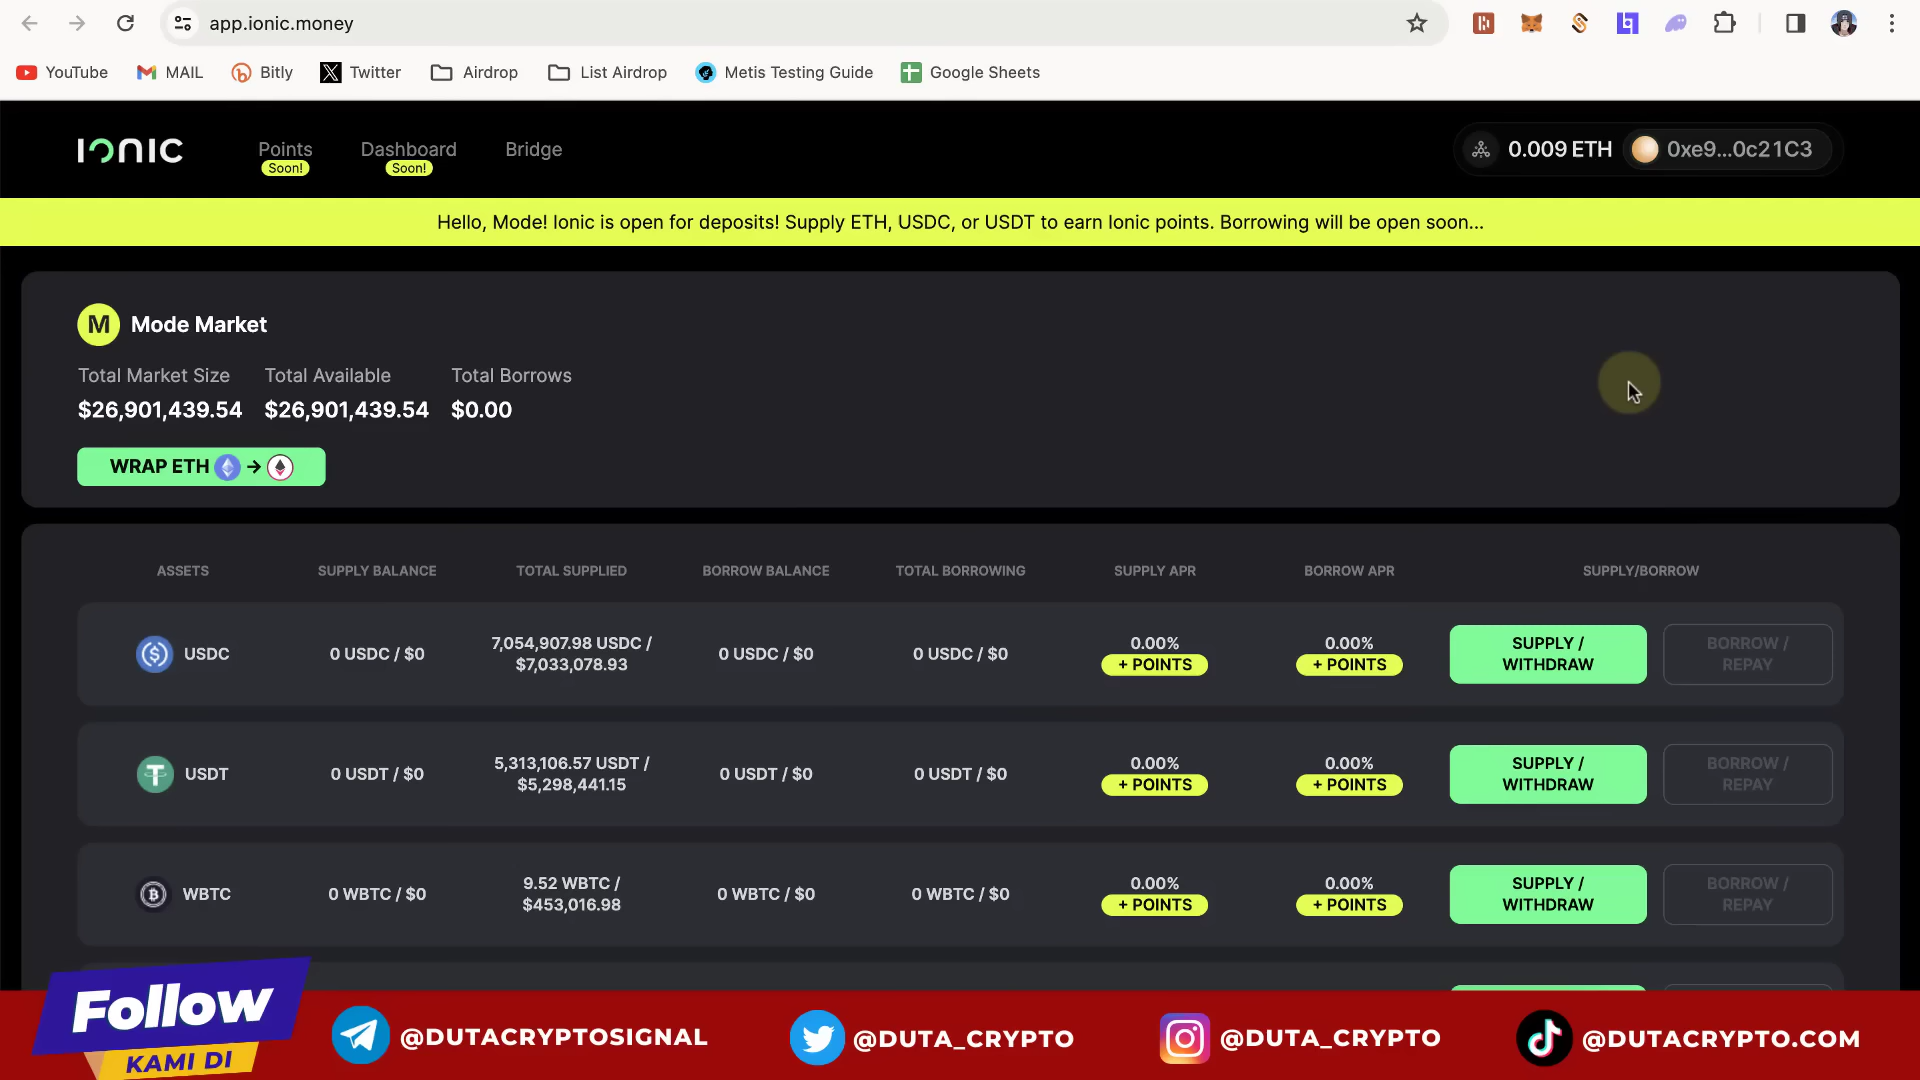 app.ionic.money
YouTube MAIL Bitly Twitter Airdrop List Airdrop Metis Testing Guide Google Sheets
IONIC Points Dashboard Bridge 0.009 ETH 0xe9...0c21C3
Soon! Soon!
Hello, Mode! Ionic is open for deposits! Supply ETH, USDC, or USDT to earn Ionic points. Borrowing will be open soon...
M Mode Market
Total Market Size Total Available Total Borrows
$26,901,439.54 $26,901,439.54 $0.00
WRAP ETH
ASSETS SUPPLY BALANCE TOTAL SUPPLIED BORROW BALANCE TOTAL BORROWING SUPPLY APR BORROW APR SUPPLY/BORROW
7,054,907.98 USDC / 0.00% 0.00% SUPPLY / BORROW /
USDC 0 USDC / $0 0 USDC / $0 0 USDC / $0
$7,033,078.93 + POINTS + POINTS WITHDRAW REPAY
5,313,106.57 USDT / 0.00% 0.00% SUPPLY / BORROW /
USDT 0 USDT / $0 0 USDT / $0 0 USDT / $0
$5,298,441.15 + POINTS + POINTS WITHDRAW REPAY
9.52 WBTC / 0.00% 0.00% SUPPLY / BORROW /
WBTC 0 WBTC / $0 0 WBTC / $0 0 WBTC / $0
$453,016.98 + POINTS + POINTS WITHDRAW REPAY
Follow
KAMI DI
@DUTACRYPTOSIGNAL @DUTA_CRYPTO @DUTA_CRYPTO @DUTACRYPTO.COM